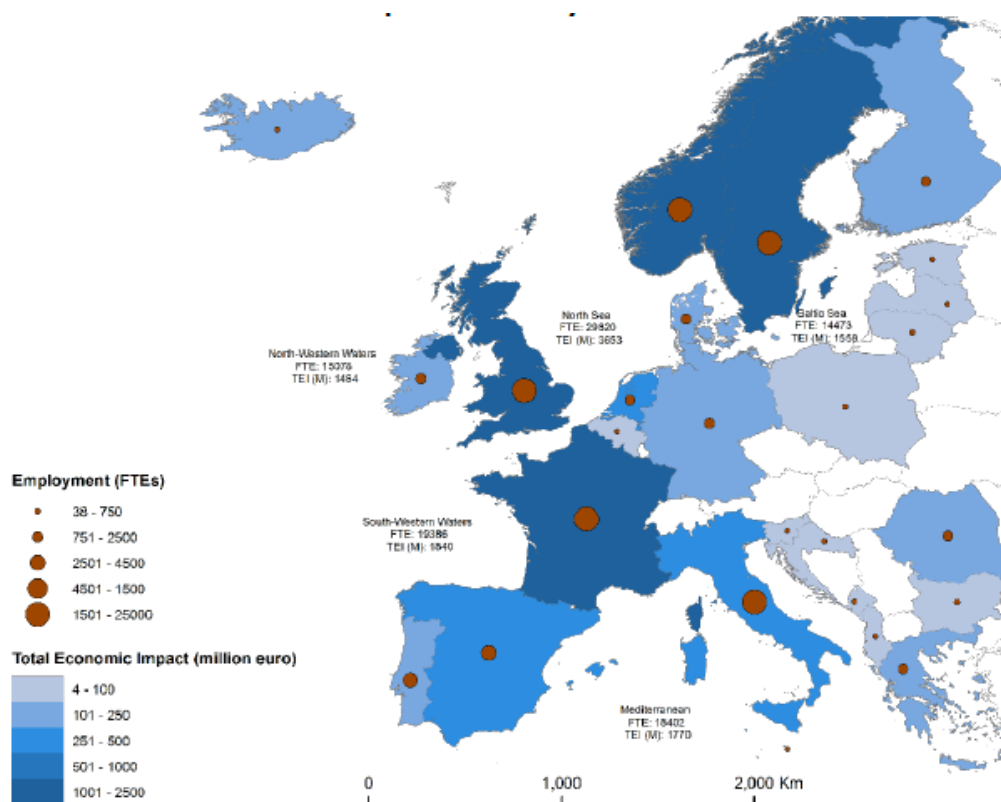 North Sea
FTE: 29820
TEI (M): 3653
Baltic Sea
FTE: 14473
TEI (M): 1558
North-Western Waters
FTE: 15078
TEI (M): 1464
South-Western Waters
FTE: 19386
TEI (M): 1840
Mediterranean
FTE: 18402
TEI (M): 1770
Employment (FTEs)
38 - 750
751 - 2500
2501 - 4500
4501 - 1500
1501 - 25000
Total Economic Impact (million euro)
4 - 100
101 - 250
251 - 500
501 - 1000
1001 - 2500
0 1,000 2,000 Km